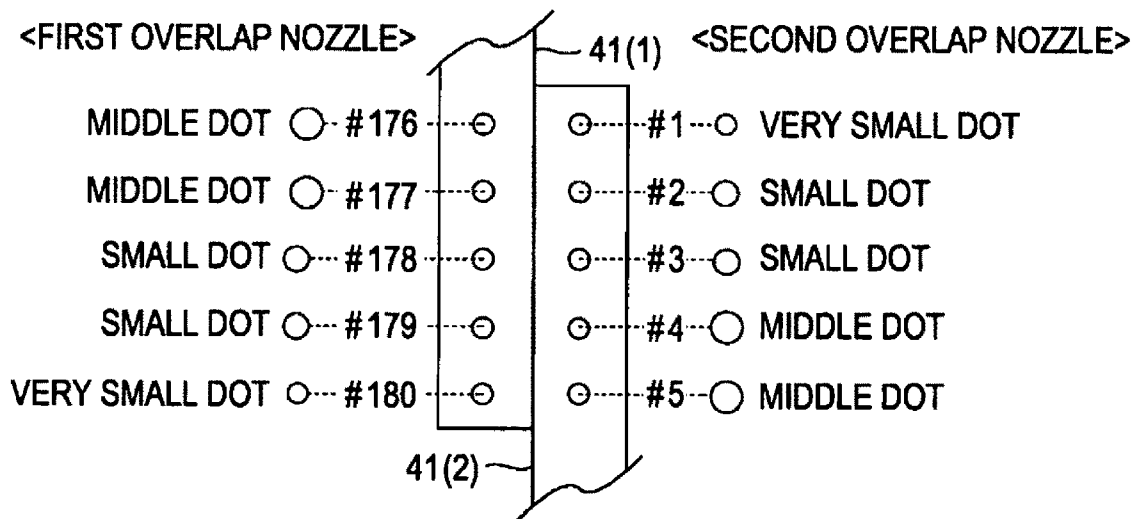 <FIRST OVERLAP NOZZLE> 41(1) <SECOND OVERLAP NOZZLE>
MIDDLE DOT #176 #1 VERY SMALL DOT
MIDDLE DOT #177 #2 SMALL DOT
SMALL DOT #178 #3 SMALL DOT
SMALL DOT #179 #4 MIDDLE DOT
VERY SMALL DOT #180 #5 MIDDLE DOT
41(2)